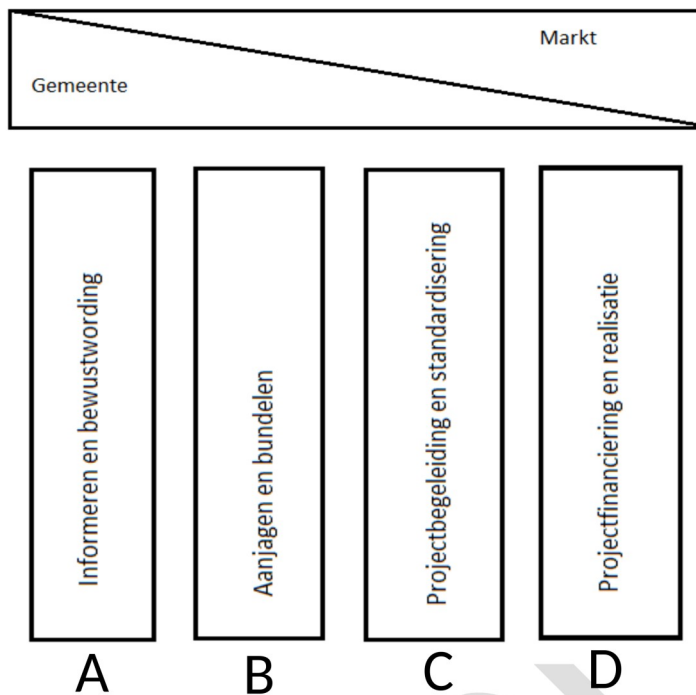 Markt
Gemeente
Informeren en bewustwording
Aanjagen en bundelen
Projectbegeleiding en standardisering
Projectfinanciering en realisatie
A
B
C
D